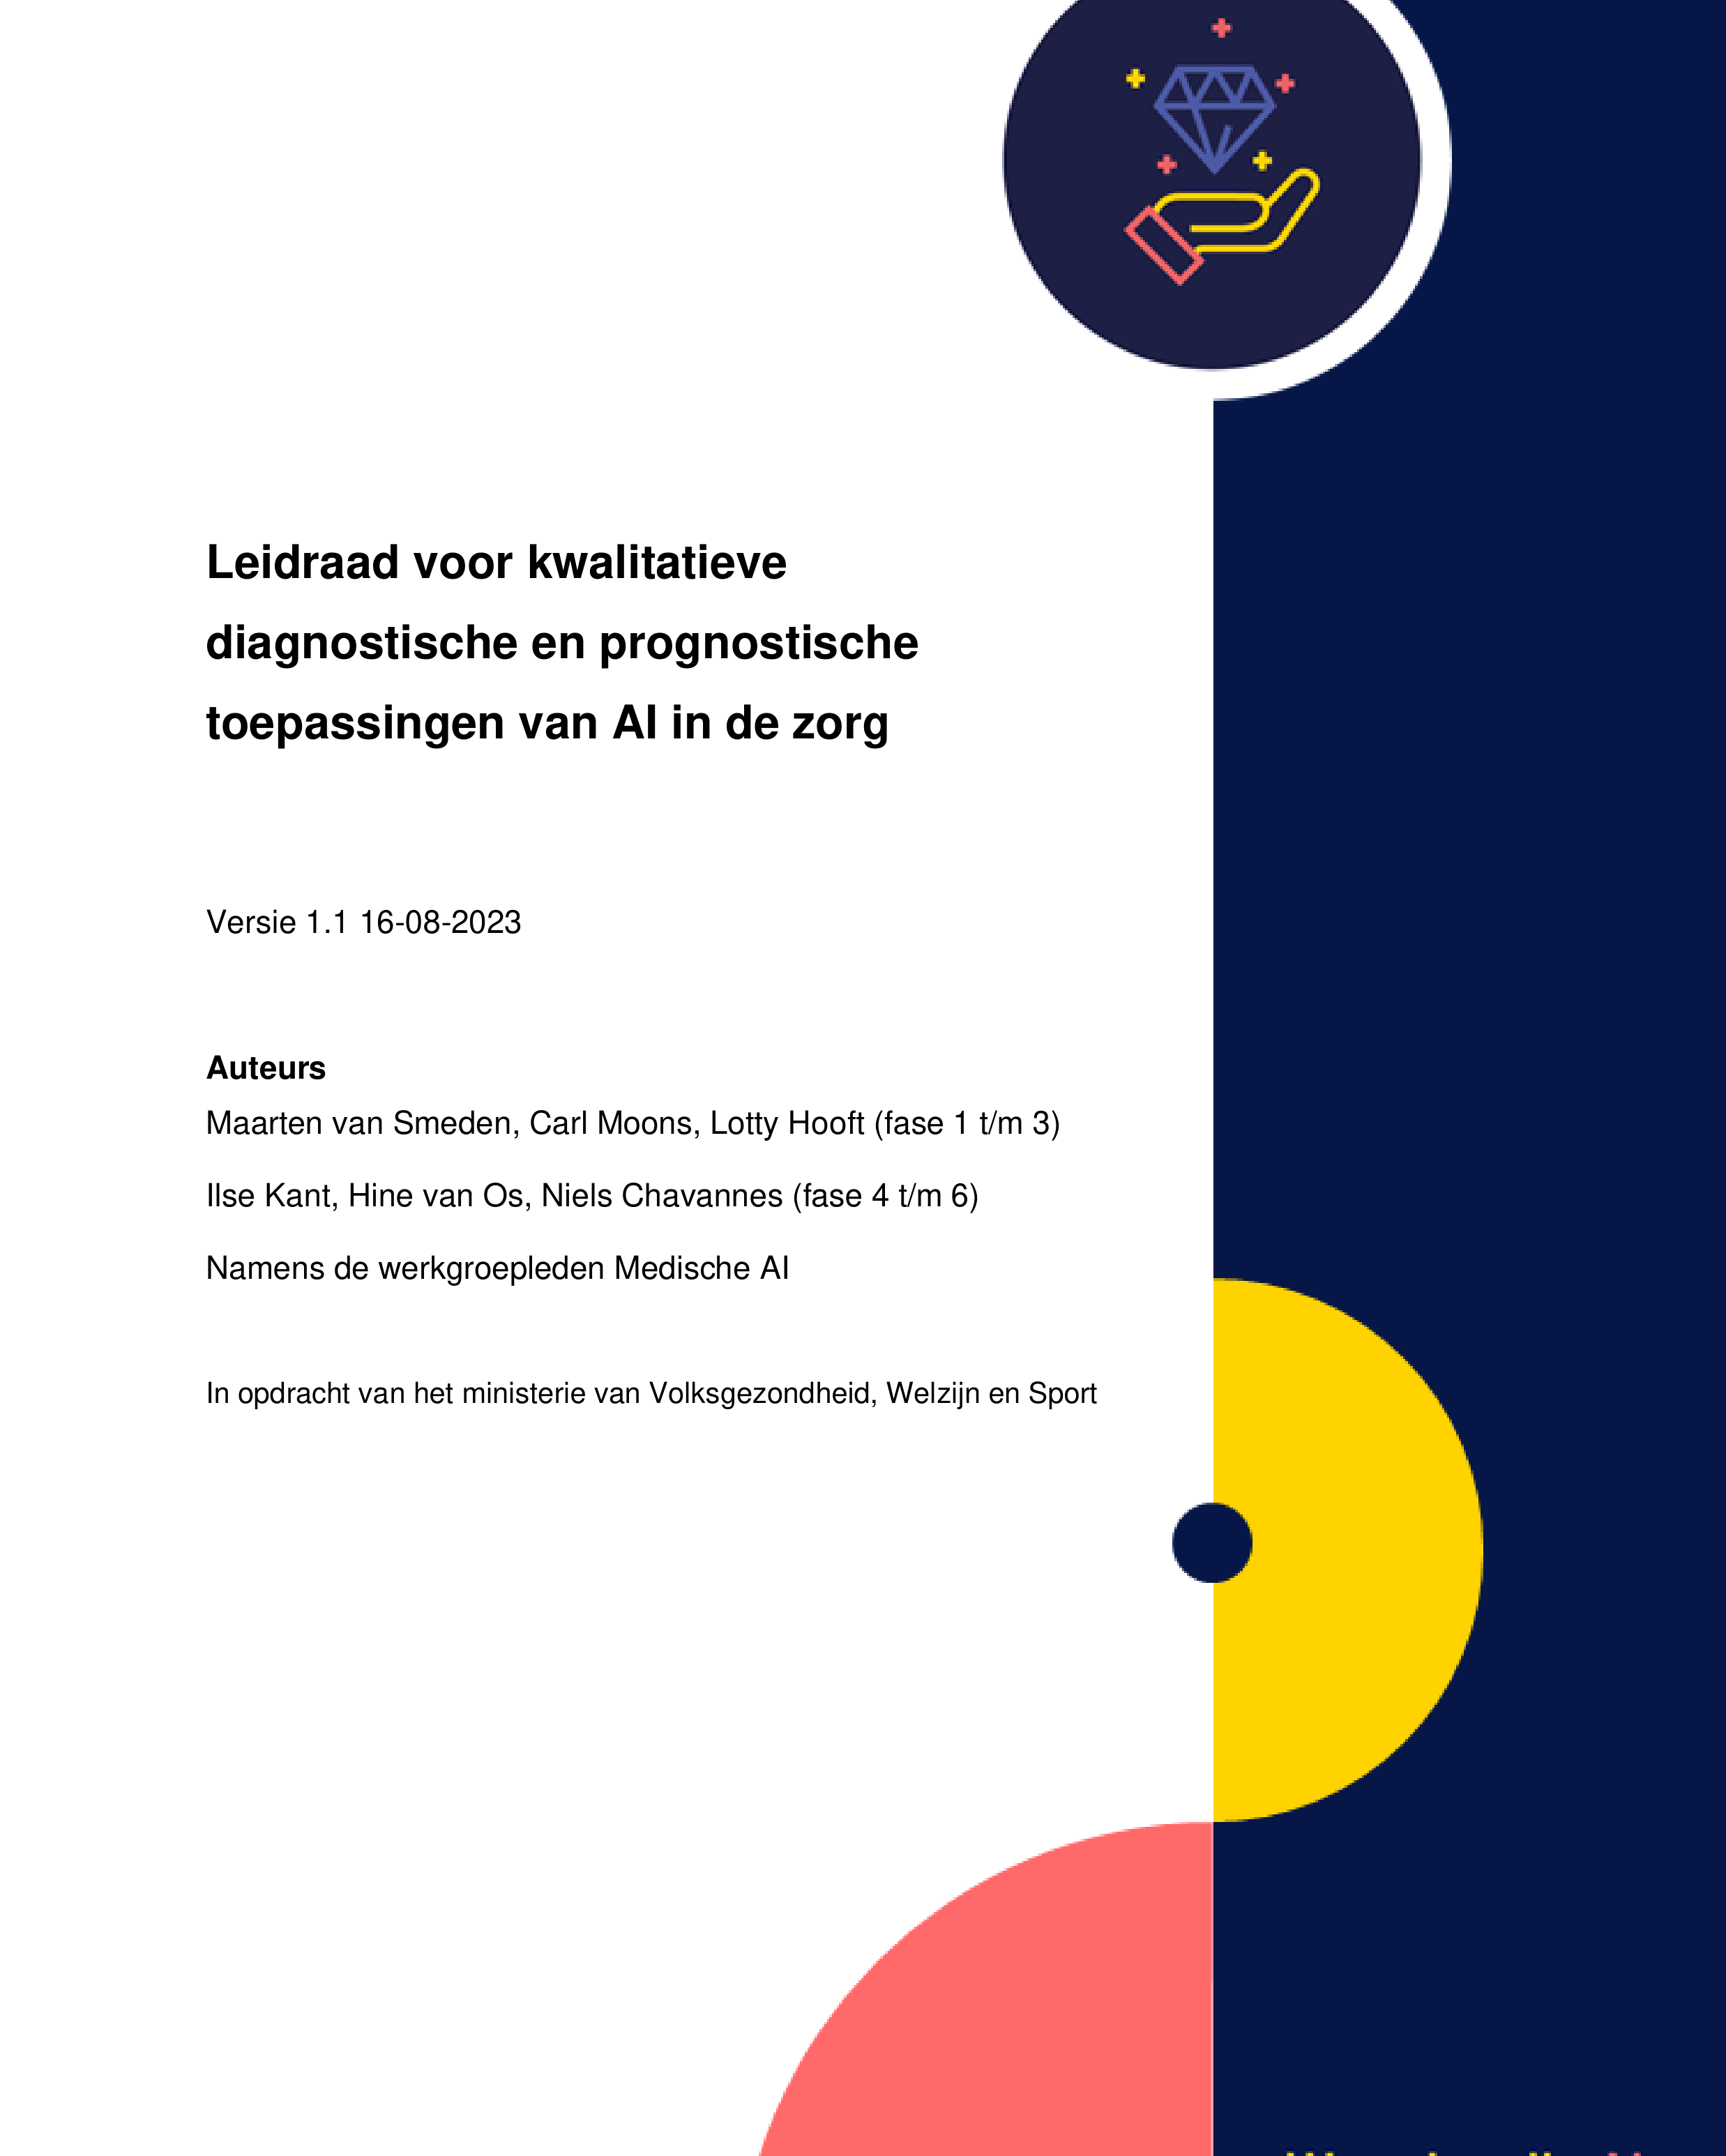 Leidraad voor kwalitatieve
diagnostische en prognostische
toepassingen van AI in de zorg
Versie 1.1 16-08-2023
Auteurs
Maarten van Smeden, Carl Moons, Lotty Hooft (fase 1 t/m 3)
Ilse Kant, Hine van Os, Niels Chavannes (fase 4 t/m 6)
Namens de werkgroepleden Medische AI
In opdracht van het ministerie van Volksgezondheid, Welzijn en Sport